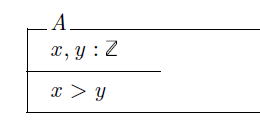 A
x, y : ℤ
x > y